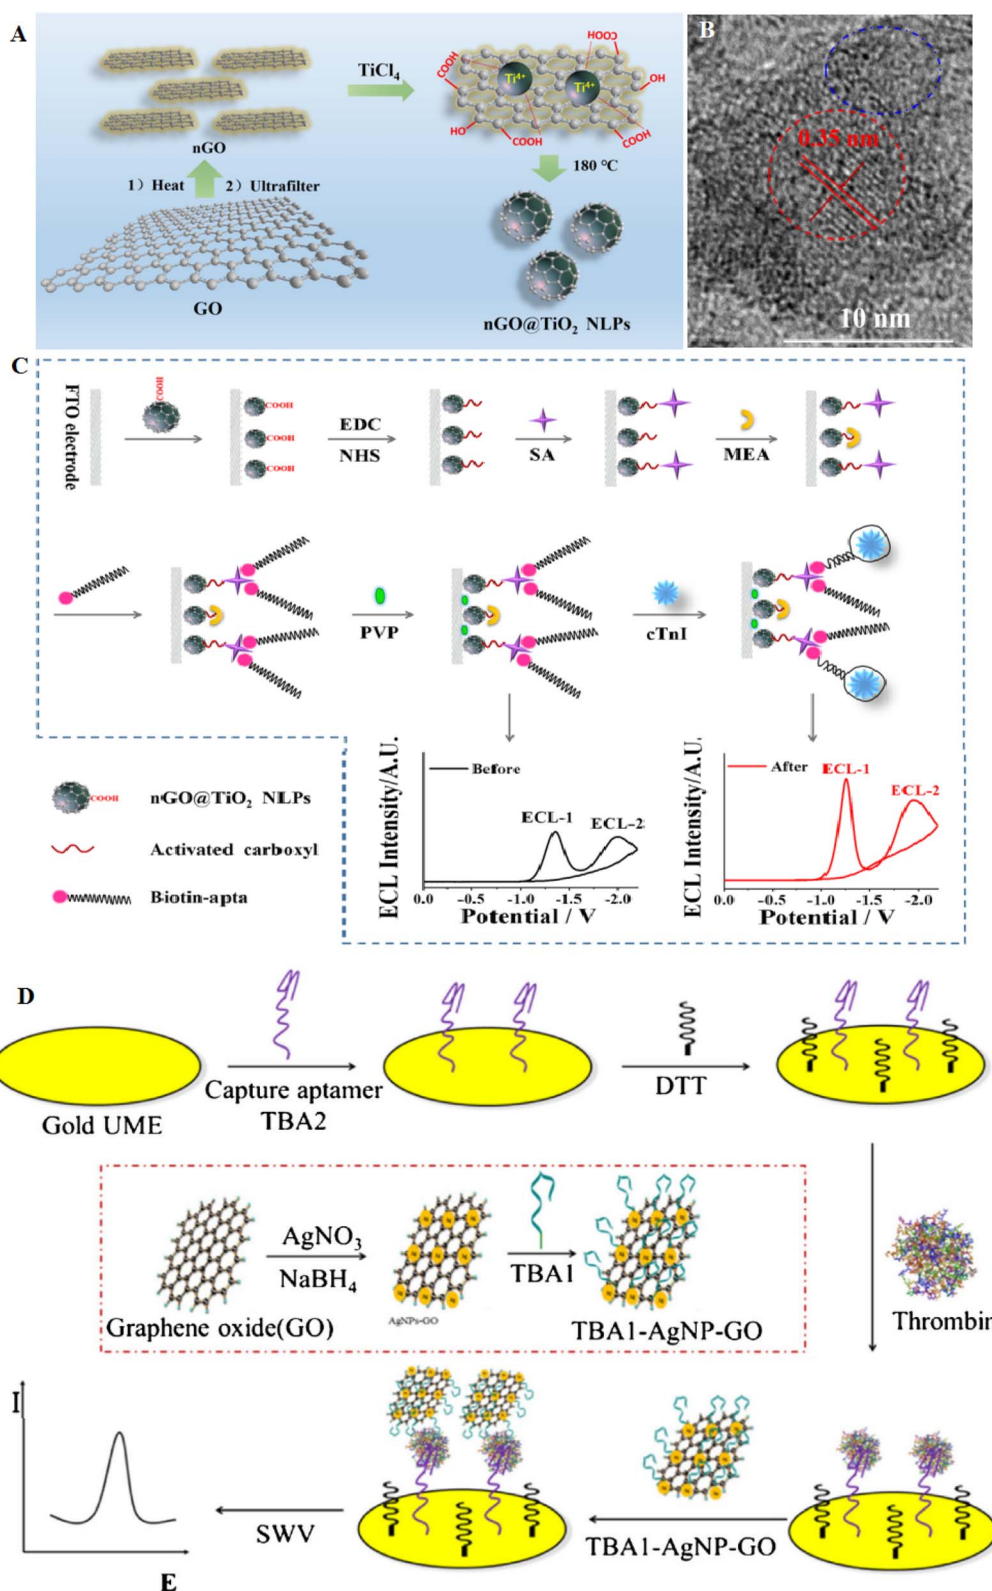 A
nGO
TiCl4
COOH
HOOC
Ti4+
Ti4+
OH
HO
COOH
COOH
1）Heat
2）Ultrafilter
180 ℃
GO
nGO@TiO2 NLPs
B
0.35 nm
10 nm
C
FTO electrode
COOH
COOH
COOH
COOH
EDC
NHS
SA
MEA
PVP
cTnI
ECL Intensity/A.U.
Before
ECL-1
ECL-2
0.0 -0.5 -1.0 -1.5 -2.0
Potential / V
ECL Intensity/A.U.
After
ECL-1
ECL-2
0.0 -0.5 -1.0 -1.5 -2.0
Potential / V
COOH
nGO@TiO2 NLPs
Activated carboxyl
Biotin-apta
D
Gold UME
Capture aptamer
TBA2
DTT
AgNO3
NaBH4
Graphene oxide(GO)
AgNPs-GO
TBA1
TBA1-AgNP-GO
Thrombin
TBA1-AgNP-GO
SWV
I
E